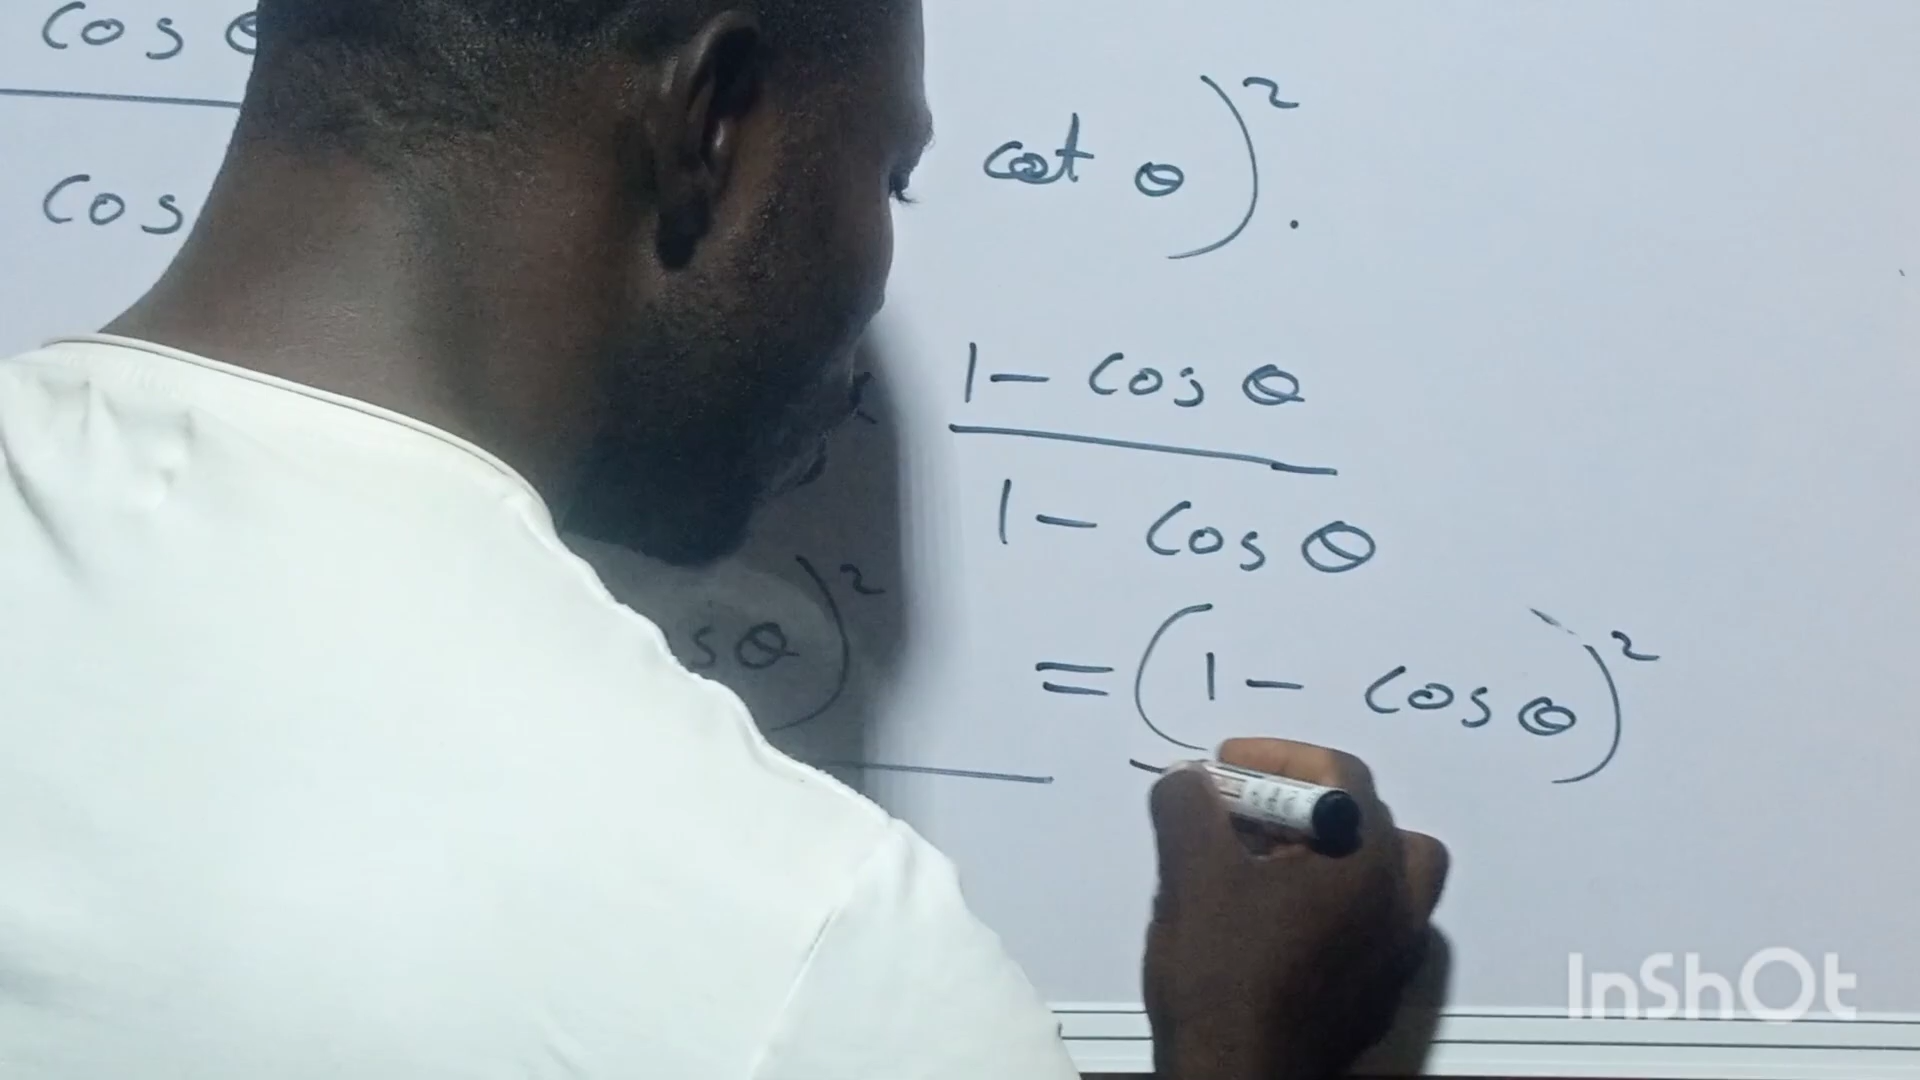 cos θ
cot θ)².
cos
1 - cos θ
1 - cos θ
s θ)² = (1 - cos θ)²
InShOt